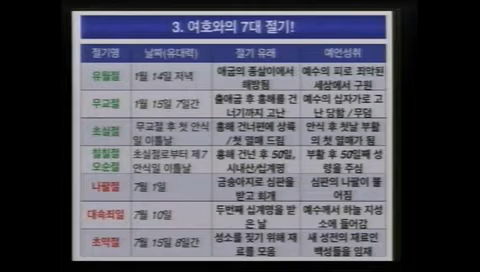 3. 여호와의 7대 절기!
절기명 날짜(유대력) 절기 유래 예언성취
유월절 1월 14일 저녁 애굽의 종살이에서 예수의 피로 죄악된
해방됨 세상에서 구원
무교절 1월 15일 7일간 출애굽 후 홍해를 건 예수의 십자가로 고
너기까지 고난 난 당함 / 무덤
초실절 무교절 후 첫 안식 홍해 건너편에 상륙 안식 후 첫날 부활
일 이튿날 /첫 열매 드림 의 첫 열매가 됨
칠칠절 초실절로부터 제7 홍해 건넌 후 50일, 부활 후 50일째 성
오순절 안식일 이튿날 시내산/십계명 령을 주심
나팔절 7월 1일 금송아지로 심판을 심판의 나팔이 불
받고 회개 어짐
대속죄일 7월 10일 두번째 십계명을 받 예수께서 하늘 지성
은 날 소에 들어감
초막절 7월 15일 8일간 성소를 짓기 위해 재 새 성전의 재료인
료를 모음 백성들을 임재